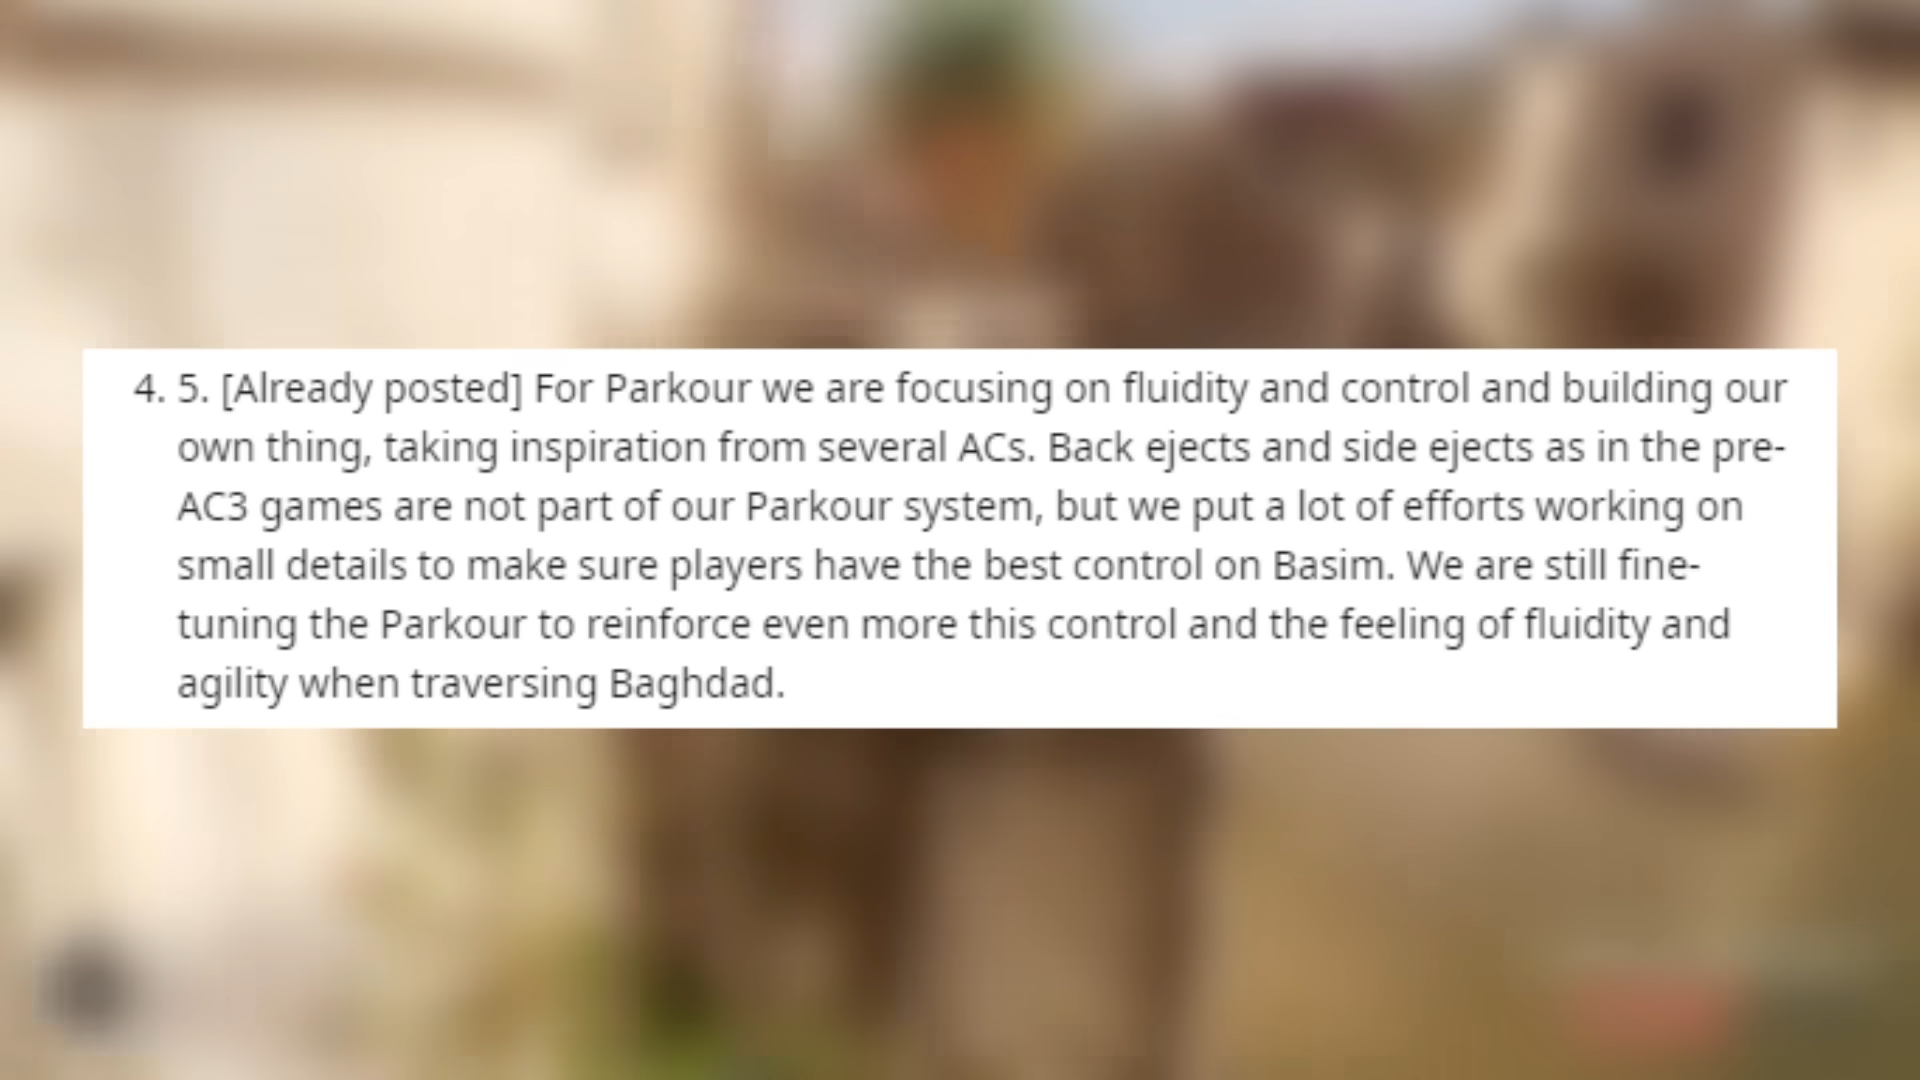 4. 5. [Already posted] For Parkour we are focusing on fluidity and control and building our
own thing, taking inspiration from several ACs. Back ejects and side ejects as in the pre-
AC3 games are not part of our Parkour system, but we put a lot of efforts working on
small details to make sure players have the best control on Basim. We are still fine-
tuning the Parkour to reinforce even more this control and the feeling of fluidity and
agility when traversing Baghdad.